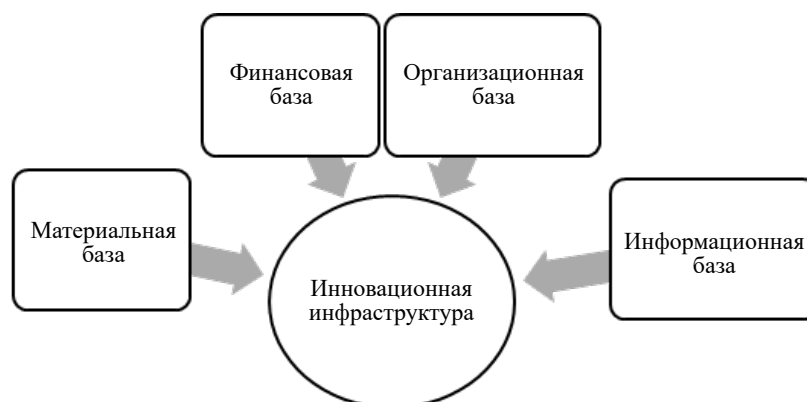 Финансовая
база
Организационная
база
Материальная
база
Информационная
база
Инновационная
инфраструктура